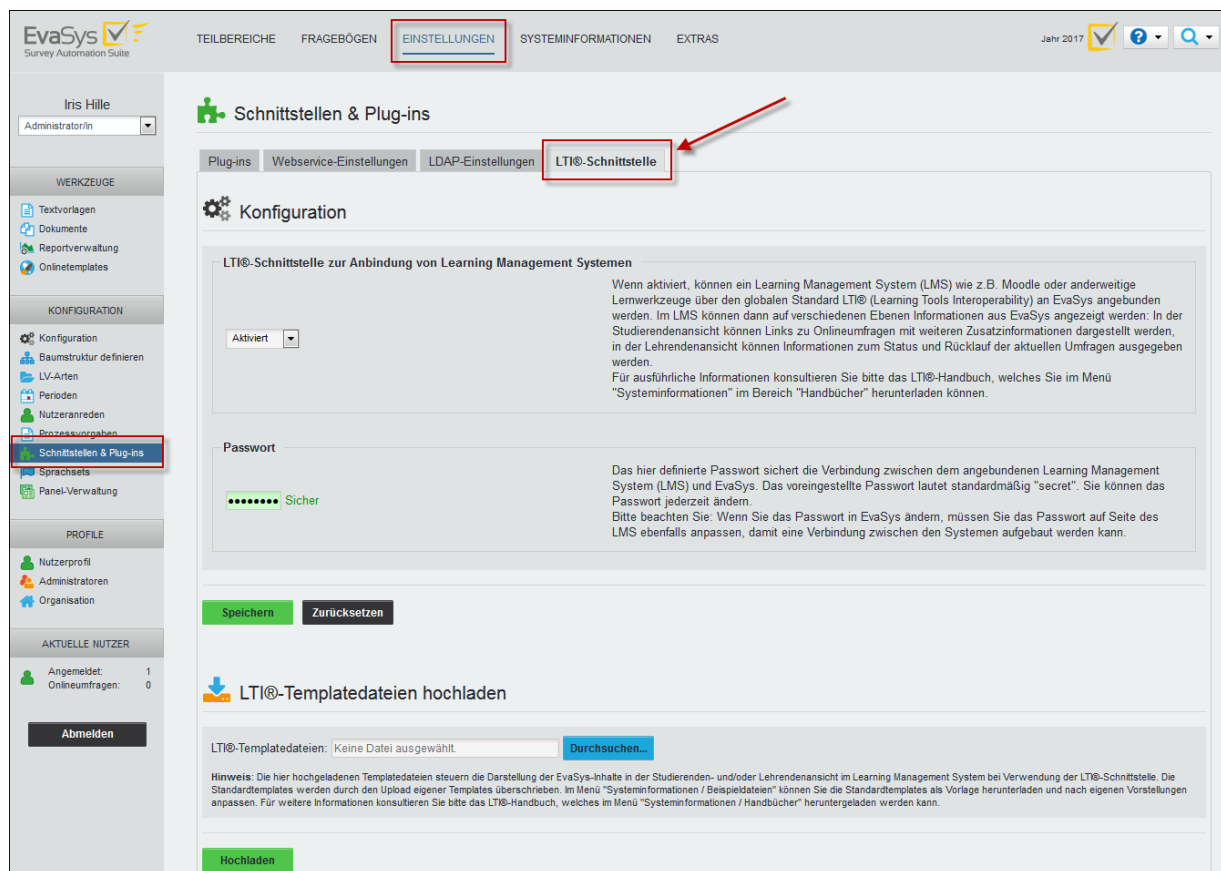 EvaSys
Survey Automation Suite
TEILBEREICHE FRAGEBÖGEN EINSTELLUNGEN SYSTEMINFORMATIONEN EXTRAS
Jahr 2017
Iris Hille
Administrator/in
WERKZEUGE
Textvorlagen
Dokumente
Reportverwaltung
Onlinetemplates
KONFIGURATION
Konfiguration
Baumstruktur definieren
LV-Arten
Perioden
Nutzeranreden
Prozessvorgaben
Schnittstellen & Plug-ins
Sprachsets
Panel-Verwaltung
PROFILE
Nutzerprofil
Administratoren
Organisation
AKTUELLE NUTZER
Angemeldet: 1
Onlineumfragen: 0
Abmelden
Schnittstellen & Plug-ins
Plug-ins Webservice-Einstellungen LDAP-Einstellungen LTI®-Schnittstelle
Konfiguration
LTI®-Schnittstelle zur Anbindung von Learning Management Systemen
Aktiviert
Wenn aktiviert, können ein Learning Management System (LMS) wie z.B. Moodle oder anderweitige
Lernwerkzeuge über den globalen Standard LTI® (Learning Tools Interoperability) an EvaSys angebunden
werden. Im LMS können dann auf verschiedenen Ebenen Informationen aus EvaSys angezeigt werden: In der
Studierendenansicht können Links zu Onlineumfragen mit weiteren Zusatzinformationen dargestellt werden,
in der Lehrendenansicht können Informationen zum Status und Rücklauf der aktuellen Umfragen ausgegeben
werden.
Für ausführliche Informationen konsultieren Sie bitte das LTI®-Handbuch, welches Sie im Menü
"Systeminformationen" im Bereich "Handbücher" herunterladen können.
Passwort
Sicher
Das hier definierte Passwort sichert die Verbindung zwischen dem angebundenen Learning Management
System (LMS) und EvaSys. Das voreingestellte Passwort lautet standardmäßig "secret". Sie können das
Passwort jederzeit ändern.
Bitte beachten Sie: Wenn Sie das Passwort in EvaSys ändern, müssen Sie das Passwort auf Seite des
LMS ebenfalls anpassen, damit eine Verbindung zwischen den Systemen aufgebaut werden kann.
Speichern Zurücksetzen
LTI®-Templatedateien hochladen
LTI®-Templatedateien: Keine Datei ausgewählt. Durchsuchen...
Hinweis: Die hier hochgeladenen Templatedateien steuern die Darstellung der EvaSys-Inhalte in der Studierenden- und/oder Lehrendenansicht im Learning Management System bei Verwendung der LTI®-Schnittstelle. Die
Standardtemplates werden durch den Upload eigener Templates überschrieben. Im Menü "Systeminformationen / Beispieldateien" können Sie die Standardtemplates als Vorlage herunterladen und nach eigenen Vorstellungen
anpassen. Für weitere Informationen konsultieren Sie bitte das LTI®-Handbuch, welches im Menü "Systeminformationen / Handbücher" heruntergeladen werden kann.
Hochladen